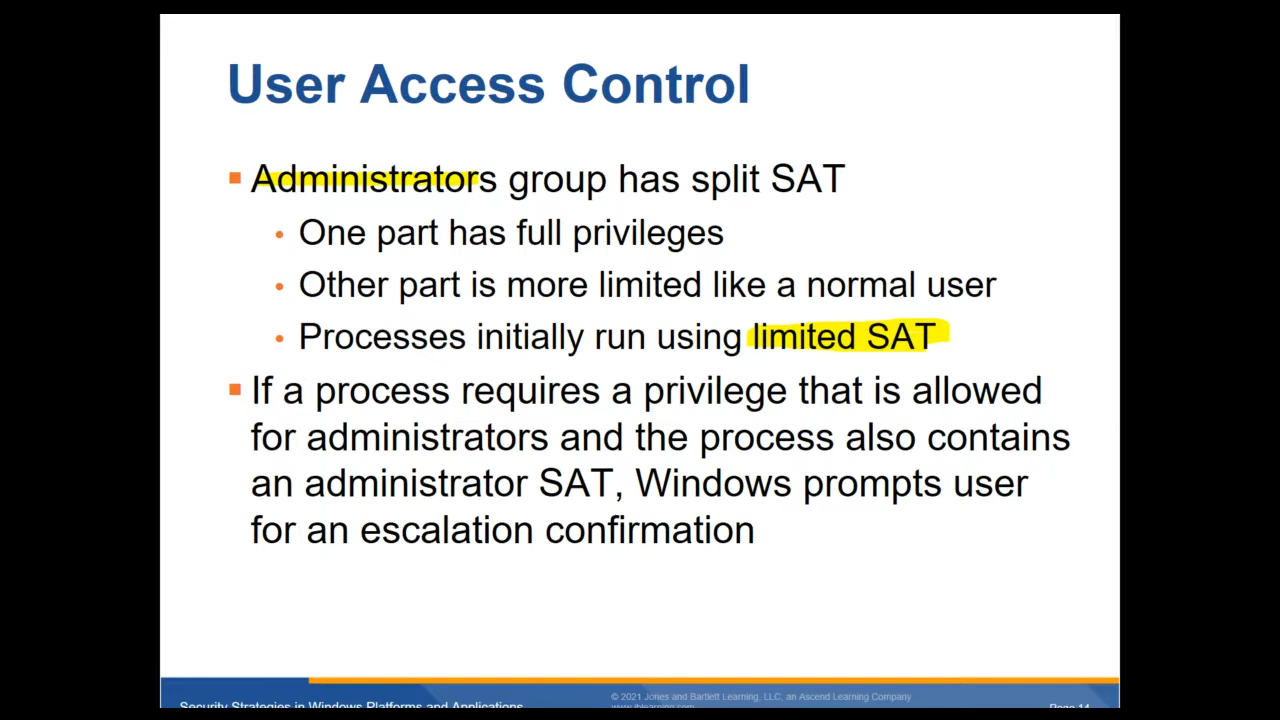 User Access Control
Administrators group has split SAT
One part has full privileges
Other part is more limited like a normal user
Processes initially run using limited SAT
If a process requires a privilege that is allowed
for administrators and the process also contains
an administrator SAT, Windows prompts user
for an escalation confirmation
© 2021 Jones and Bartlett Learning, LLC, an Ascend Learning Company
www.jblearning.com
Security Strategies in Windows Platforms and Applications
Page 14